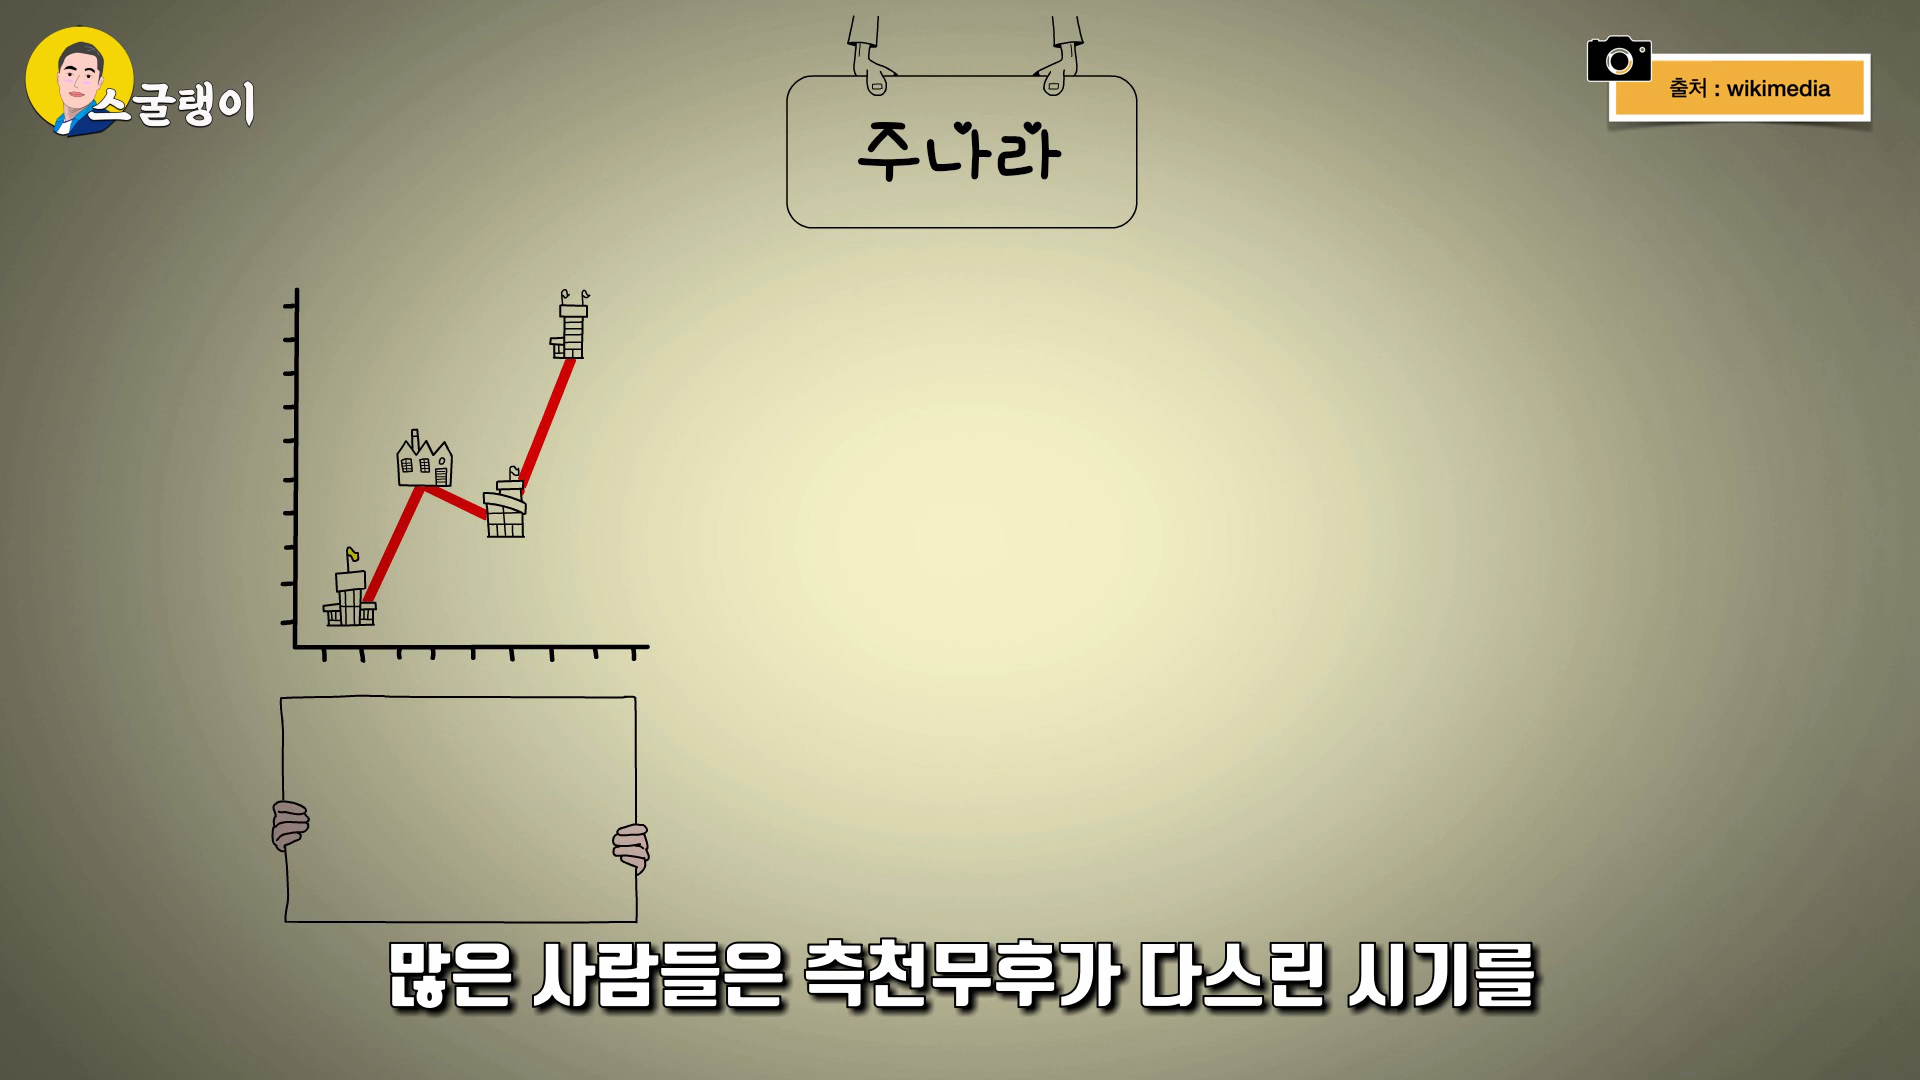 스굴탱이
주나라
출처 : wikimedia
많은 사람들은 측천무후가 다스린 시기를